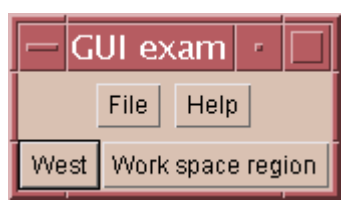 GUI exam
File Help
West Work space region